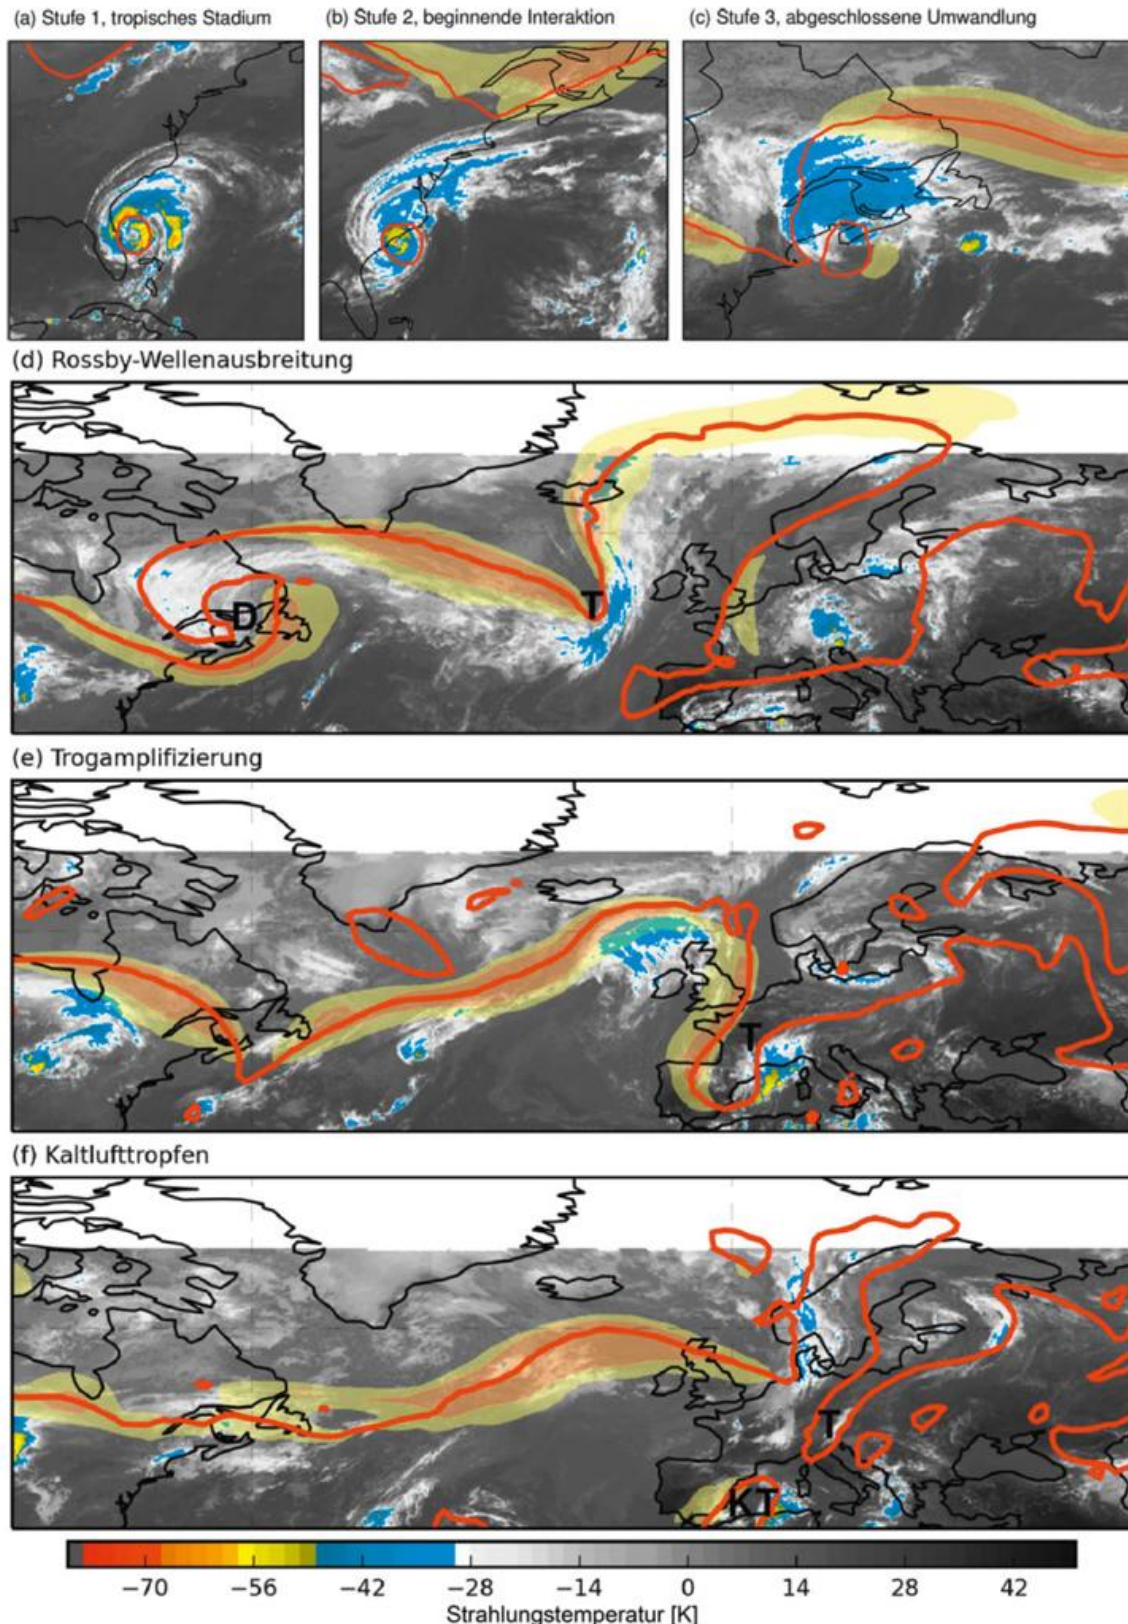 (a) Stufe 1, tropisches Stadium
(b) Stufe 2, beginnende Interaktion
(c) Stufe 3, abgeschlossene Umwandlung
(d) Rossby-Wellenausbreitung
T
D
(e) Trogamplifizierung
T
(f) Kaltlufttropfen
T
KT
−70 −56 −42 −28 −14 0 14 28 42
Strahlungstemperatur [K]